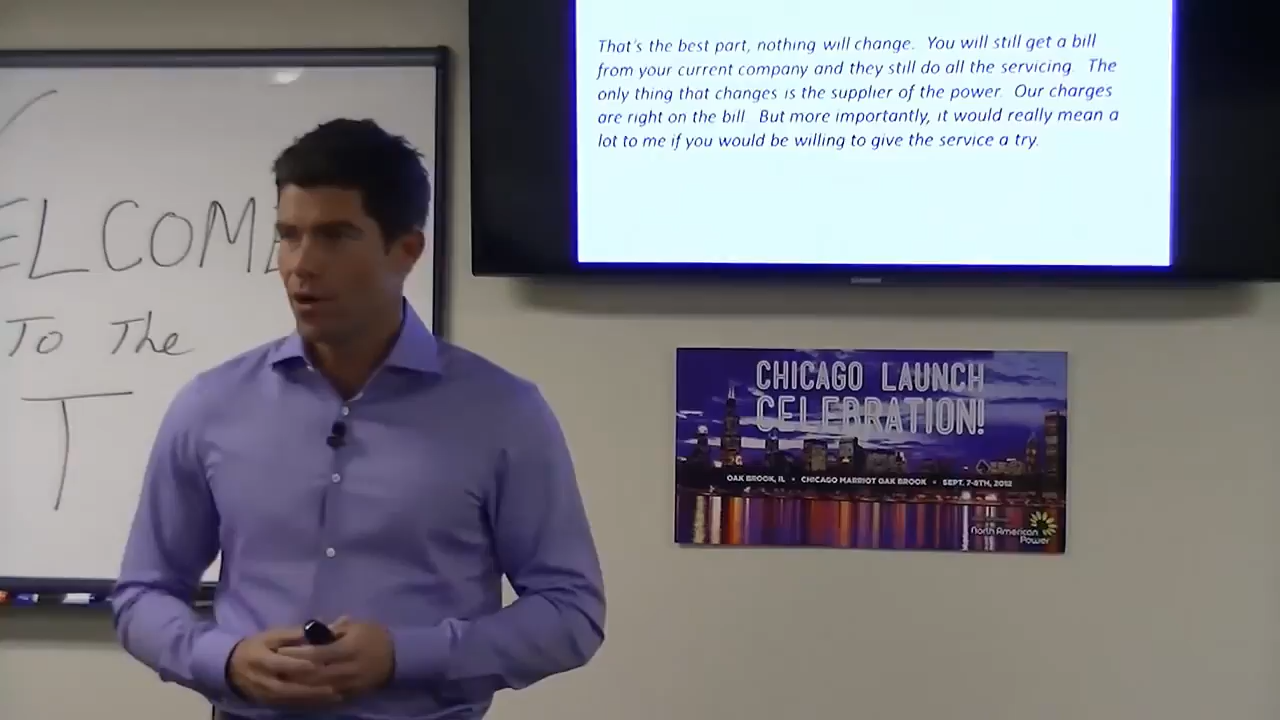 That's the best part, nothing will change. You will still get a bill
from your current company and they still do all the servicing. The
only thing that changes is the supplier of the power. Our charges
are right on the bill. But more importantly, it would really mean a
lot to me if you would be willing to give the service a try.
ELCOME
To The
T
CHICAGO LAUNCH
CELEBRATION!
OAK BROOK, IL • CHICAGO MARRIOT OAK BROOK • SEPT. 7-8TH, 2012
North American
Power